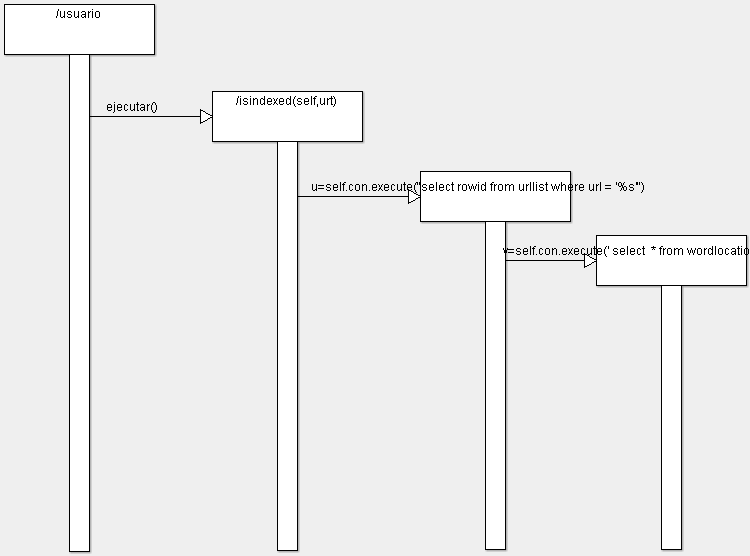 /usuario
ejecutar()
/isindexed(self,urt)
u=self.con.execute("select rowid from urllist where url = '%s'")
v=self.con.execute(' select * from wordlocatio